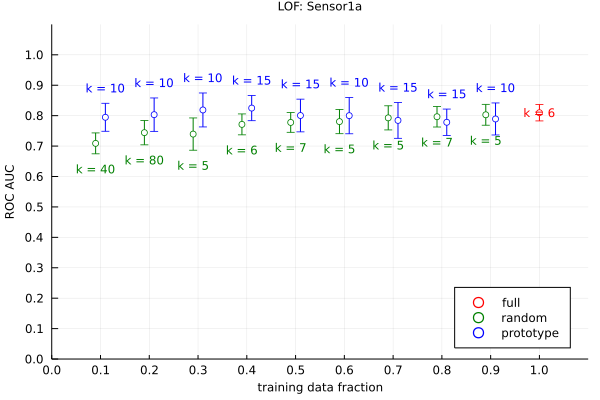 LOF: Sensor1a
ROC AUC
1.0
0.9
0.8
0.7
0.6
0.5
0.4
0.3
0.2
0.1
0.0
k = 10
k = 10
k = 10
k = 15
k = 15
k = 10
k = 15
k = 15
k = 10
k = 6
k = 40
k = 80
k = 5
k = 6
k = 7
k = 5
k = 5
k = 7
k = 5
full
random
prototype
0.0 0.1 0.2 0.3 0.4 0.5 0.6 0.7 0.8 0.9 1.0
training data fraction